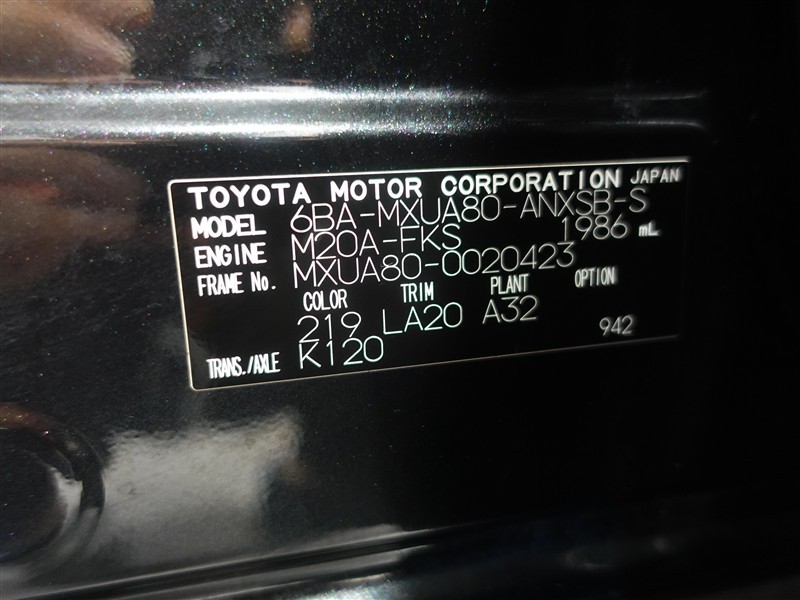 TOYOTA MOTOR CORPORATION JAPAN
MODEL 6BA-MXUA80-ANXSB-S
ENGINE M20A-FKS 1986 mL
FRAME No. MXUA80-0020423
COLOR TRIM PLANT OPTION
219 LA20 A32 942
TRANS./AXLE K120